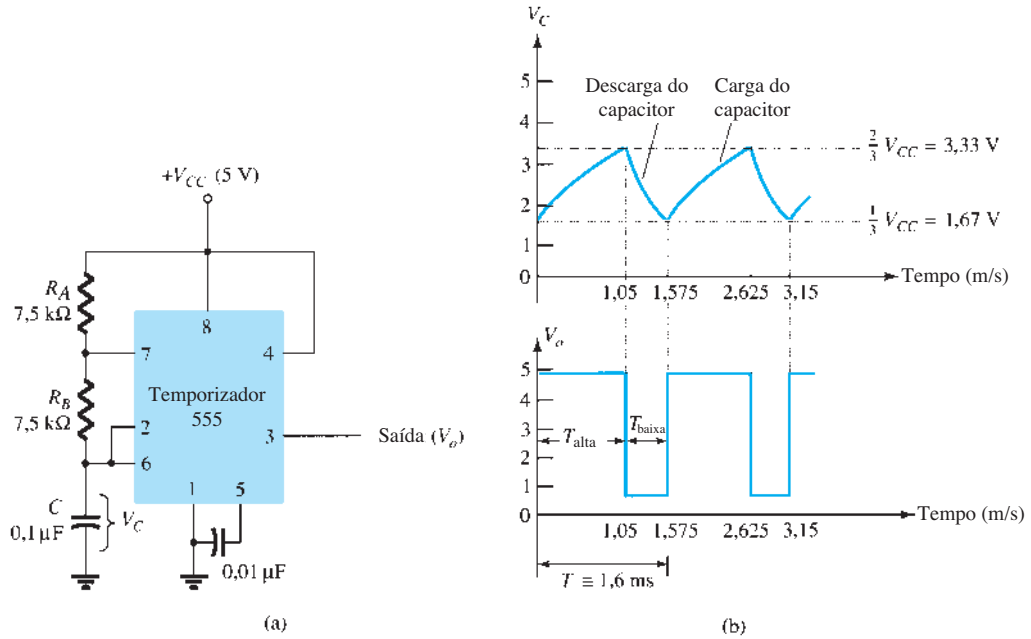 +V_CC (5 V)
R_A
7,5 kΩ
R_B
7,5 kΩ
C
0,1 μF
V_C
8
7
4
Temporizador
555
2
3
6
1
5
Saída (V_o)
0,01 μF
(a)
V_C
5
4
3
2
1
0
Descarga do
capacitor
Carga do
capacitor
2/3 V_CC = 3,33 V
1/3 V_CC = 1,67 V
Tempo (m/s)
1,05 1,575 2,625 3,15
V_o
5
4
3
2
1
0
T_alta
T_baixa
Tempo (m/s)
1,05 1,575 2,625 3,15
T ≡ 1,6 ms
(b)